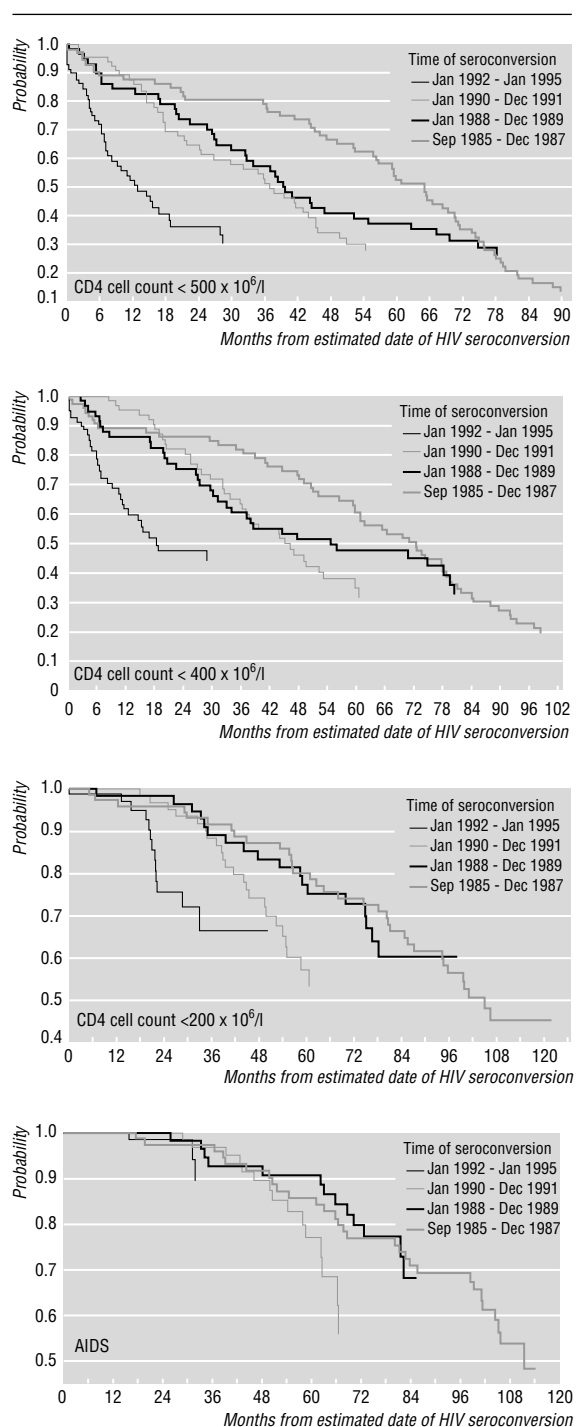 Probability
1.0
0.9
0.8
0.7
0.6
0.5
0.4
0.3
0.2
0.1
Time of seroconversion
Jan 1992 - Jan 1995
Jan 1990 - Dec 1991
Jan 1988 - Dec 1989
Sep 1985 - Dec 1987
CD4 cell count < 500 x 10⁶/l
0 6 12 18 24 30 36 42 48 54 60 66 72 78 84 90
Months from estimated date of HIV seroconversion
Probability
1.0
0.9
0.8
0.7
0.6
0.5
0.4
0.3
0.2
0.1
0
Time of seroconversion
Jan 1992 - Jan 1995
Jan 1990 - Dec 1991
Jan 1988 - Dec 1989
Sep 1985 - Dec 1987
CD4 cell count < 400 x 10⁶/l
0 6 12 18 24 30 36 42 48 54 60 66 72 78 84 90 96 102
Months from estimated date of HIV seroconversion
Probability
1.0
0.9
0.8
0.7
0.6
0.5
0.4
Time of seroconversion
Jan 1992 - Jan 1995
Jan 1990 - Dec 1991
Jan 1988 - Dec 1989
Sep 1985 - Dec 1987
CD4 cell count <200 x 10⁶/l
0 12 24 36 48 60 72 84 96 108 120
Months from estimated date of HIV seroconversion
Probability
1.0
0.9
0.8
0.7
0.6
0.5
Time of seroconversion
Jan 1992 - Jan 1995
Jan 1990 - Dec 1991
Jan 1988 - Dec 1989
Sep 1985 - Dec 1987
AIDS
0 12 24 36 48 60 72 84 96 108 120
Months from estimated date of HIV seroconversion